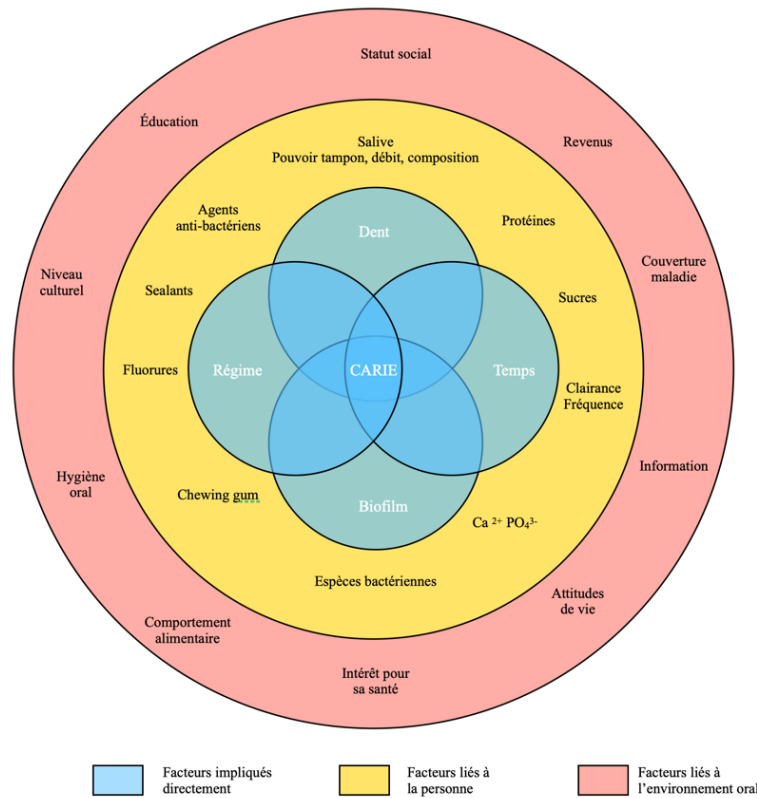 Statut social
Éducation
Revenus
Salive
Pouvoir tampon, débit, composition
Agents
anti-bactériens
Protéines
Dent
Niveau
culturel
Couverture
maladie
Sealants
Sucres
Fluorures
Régime
CARIE
Temps
Clairance
Fréquence
Hygiène
oral
Information
Chewing gum
Biofilm
Ca 2+ PO₄³⁻
Espèces bactériennes
Attitudes
de vie
Comportement
alimentaire
Intérêt pour
sa santé
Facteurs impliqués
directement
Facteurs liés à
la personne
Facteurs liés à
l’environnement oral